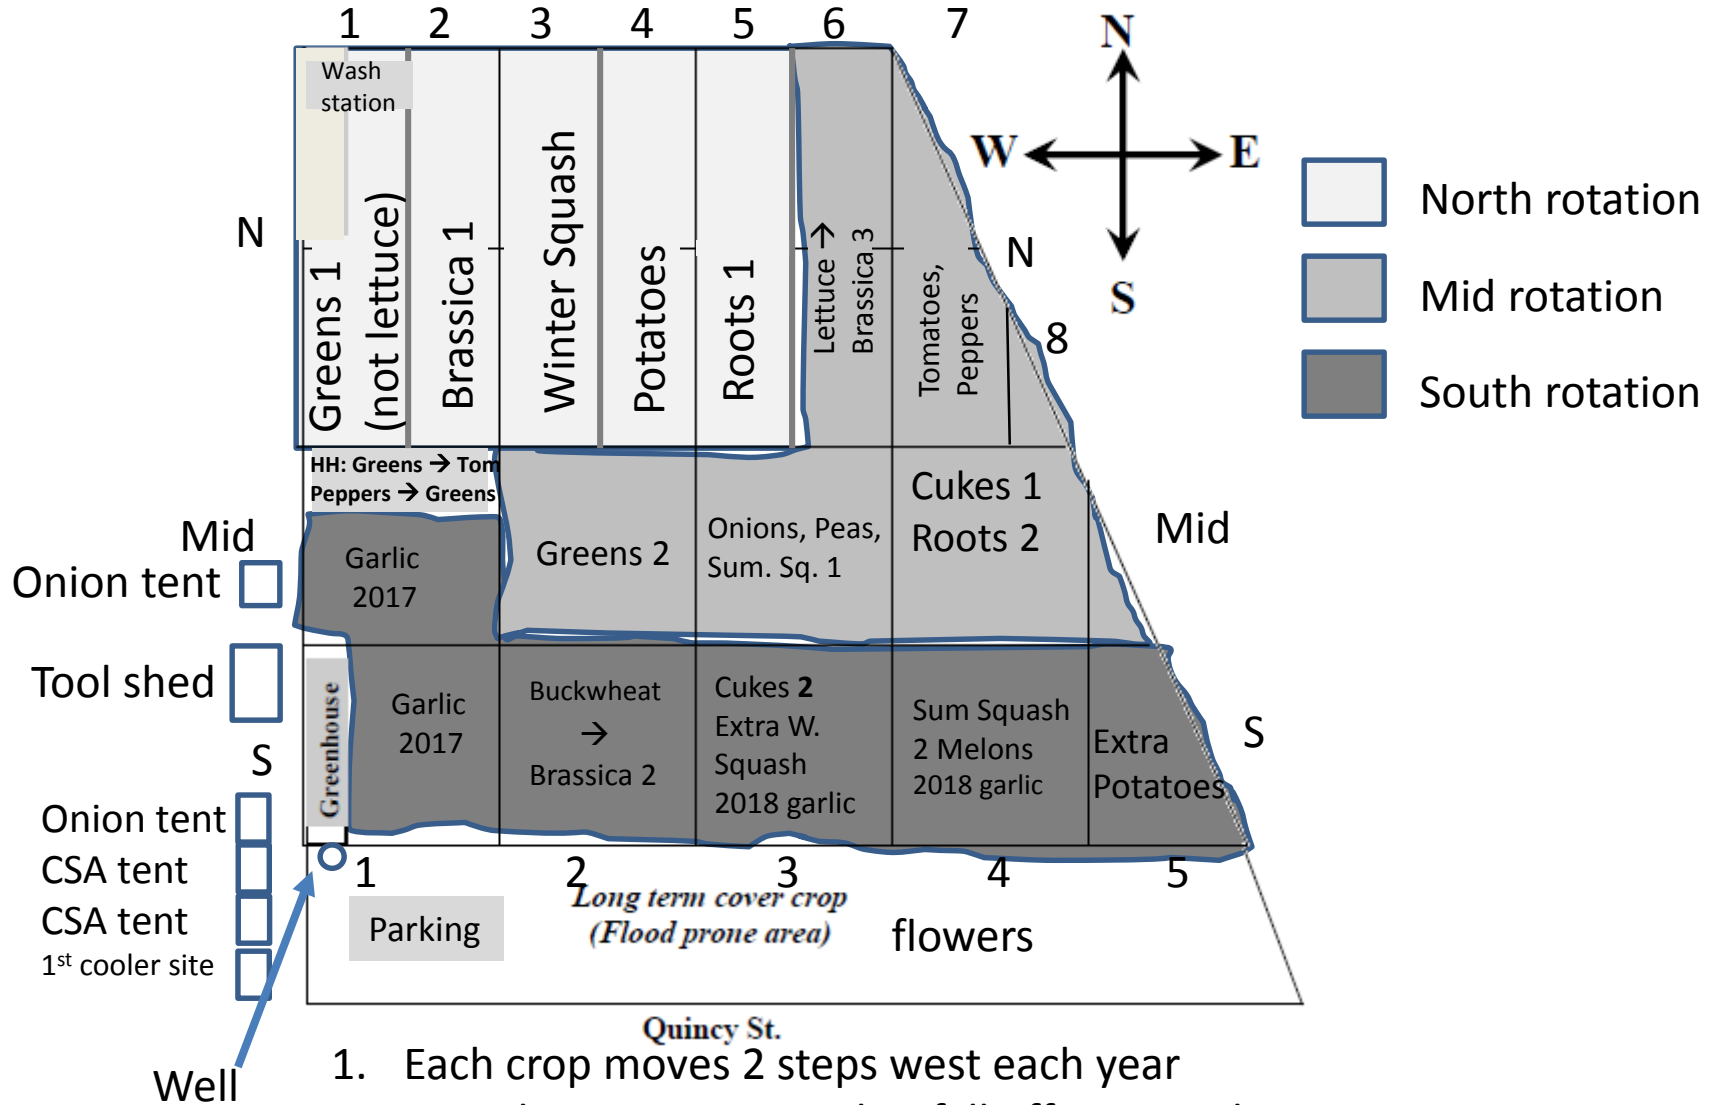 1 2 3 4 5 6 7
N
W E
S
Wash
station
N
Greens 1
(not lettuce)
Brassica 1
Winter Squash
Potatoes
Roots 1
Lettuce →
Brassica 3
Tomatoes,
Peppers
N
8
North rotation
Mid rotation
South rotation
HH: Greens → Tom
Peppers → Greens
Mid
Onion tent
Garlic
2017
Greens 2
Onions, Peas,
Sum. Sq. 1
Cukes 1
Roots 2
Mid
Tool shed
S
Greenhouse
Garlic
2017
Buckwheat
→
Brassica 2
Cukes 2
Extra W.
Squash
2018 garlic
Sum Squash
2 Melons
2018 garlic
Extra
Potatoes
S
Onion tent
CSA tent
CSA tent
1st cooler site
1 2 3 4 5
Parking
Long term cover crop
(Flood prone area)
flowers
Quincy St.
Well
1. Each crop moves 2 steps west each year